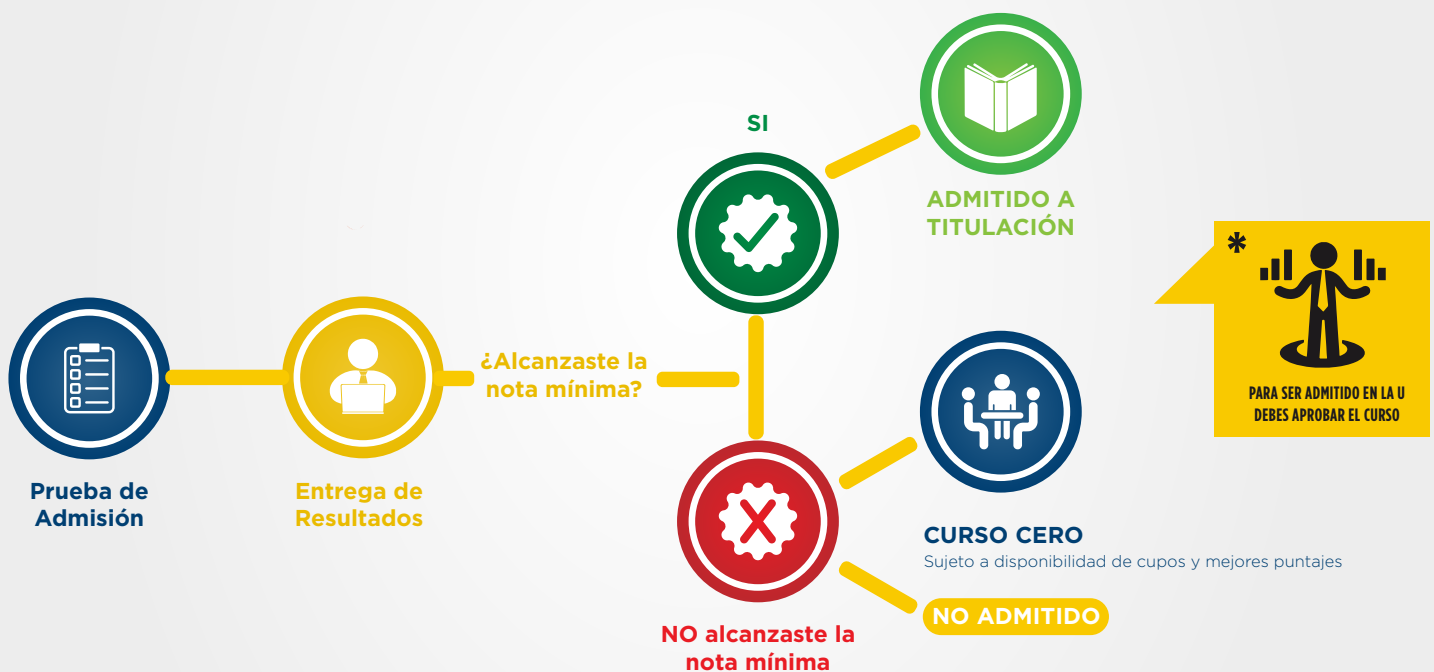 Prueba de
Admisión
Entrega de
Resultados
¿Alcanzaste la
nota mínima?
SI
ADMITIDO A
TITULACIÓN
*
PARA SER ADMITIDO EN LA U
DEBES APROBAR EL CURSO
NO alcanzaste la
nota mínima
CURSO CERO
Sujeto a disponibilidad de cupos y mejores puntajes
NO ADMITIDO